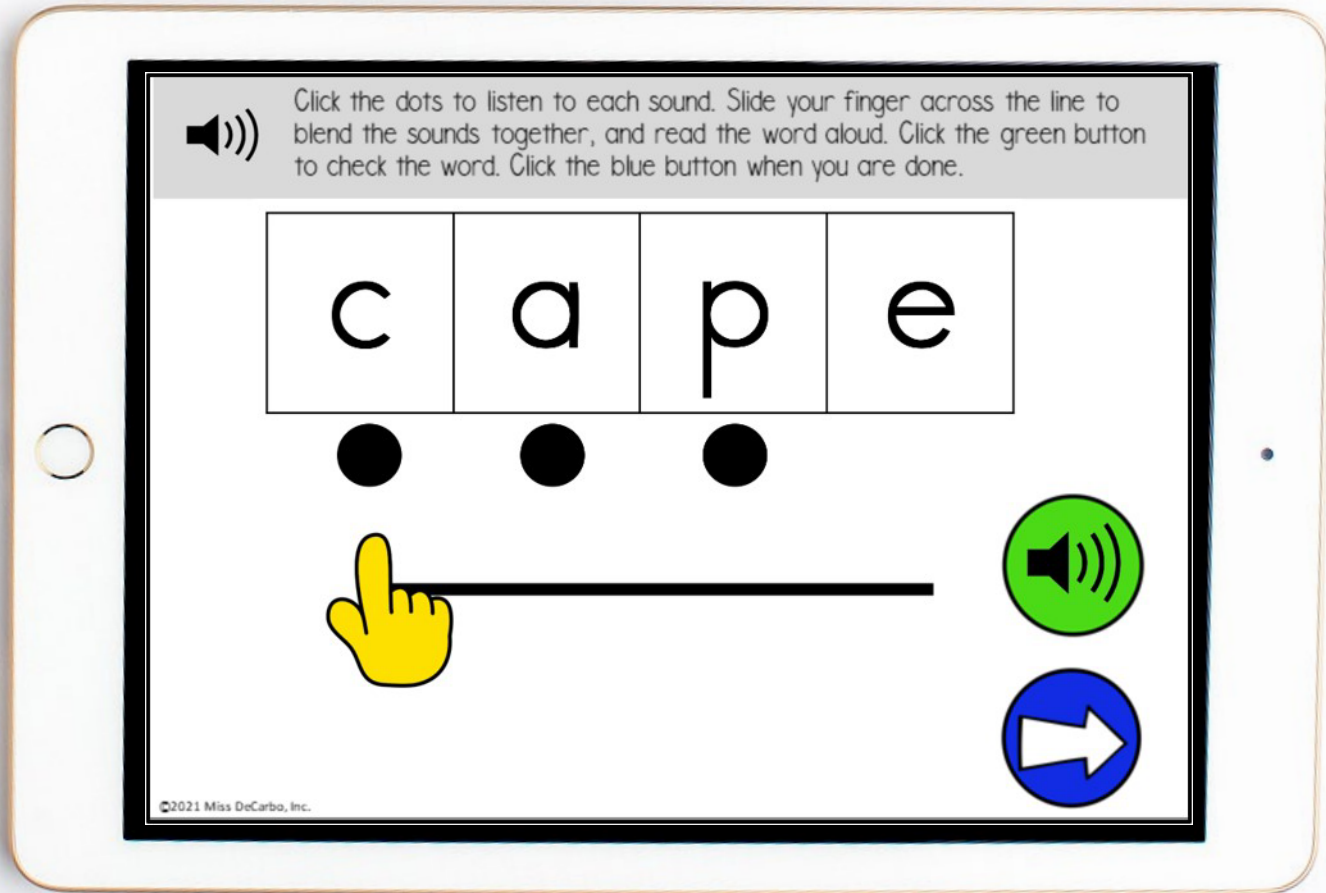 Click the dots to listen to each sound. Slide your finger across the line to
blend the sounds together, and read the word aloud. Click the green button
to check the word. Click the blue button when you are done.
c a p e
©2021 Miss DeCarbo, Inc.